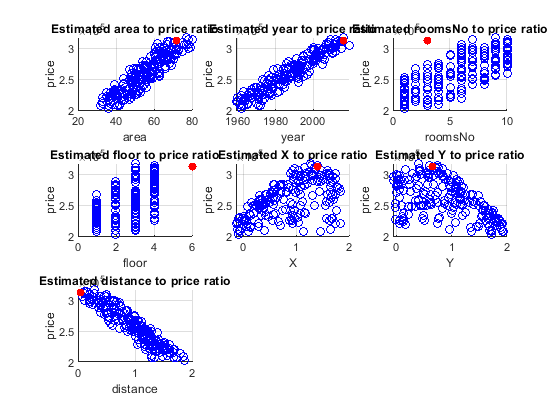 Estimated area to price ratio
Estimated year to price ratio
Estimated roomsNo to price ratio
price
3
2.5
2
20 40 60 80
area
price
3
2.5
2
1960 1980 2000
year
price
3
2.5
2
0 5 10
roomsNo
Estimated floor to price ratio
Estimated X to price ratio
Estimated Y to price ratio
price
3
2.5
2
0 2 4 6
floor
price
3
2.5
2
0 1 2
X
price
3
2.5
2
0 1 2
Y
Estimated distance to price ratio
price
3
2.5
2
0 1 2
distance